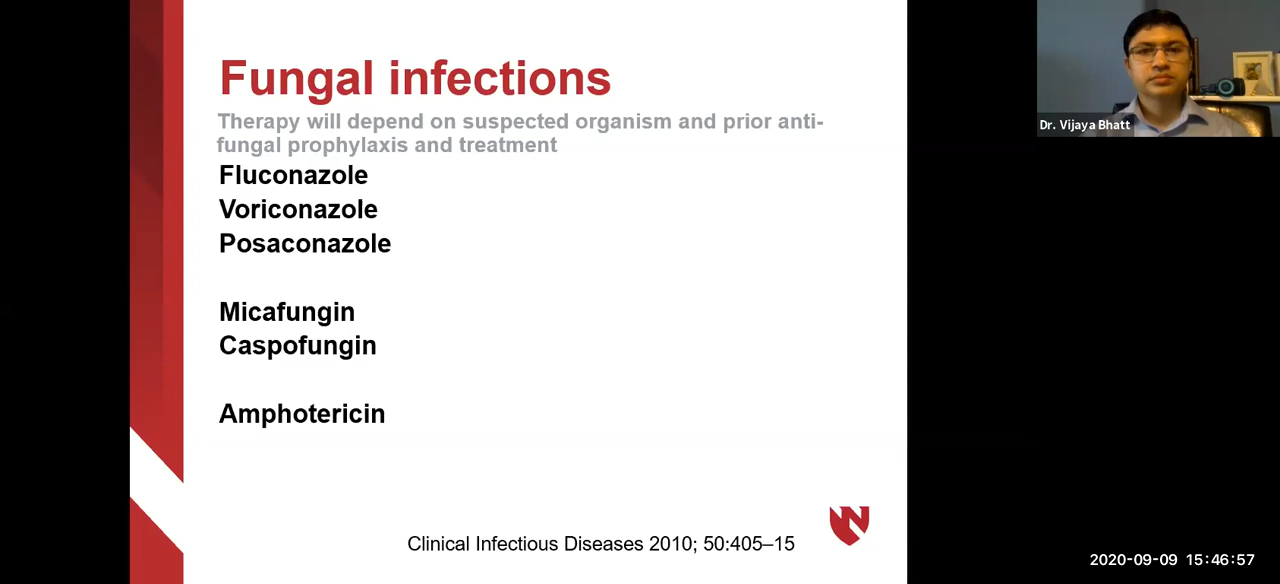 Fungal infections
Therapy will depend on suspected organism and prior anti-
fungal prophylaxis and treatment
Fluconazole
Voriconazole
Posaconazole
Micafungin
Caspofungin
Amphotericin
Clinical Infectious Diseases 2010; 50:405–15
N
Dr. Vijaya Bhatt
2020-09-09 15:46:57